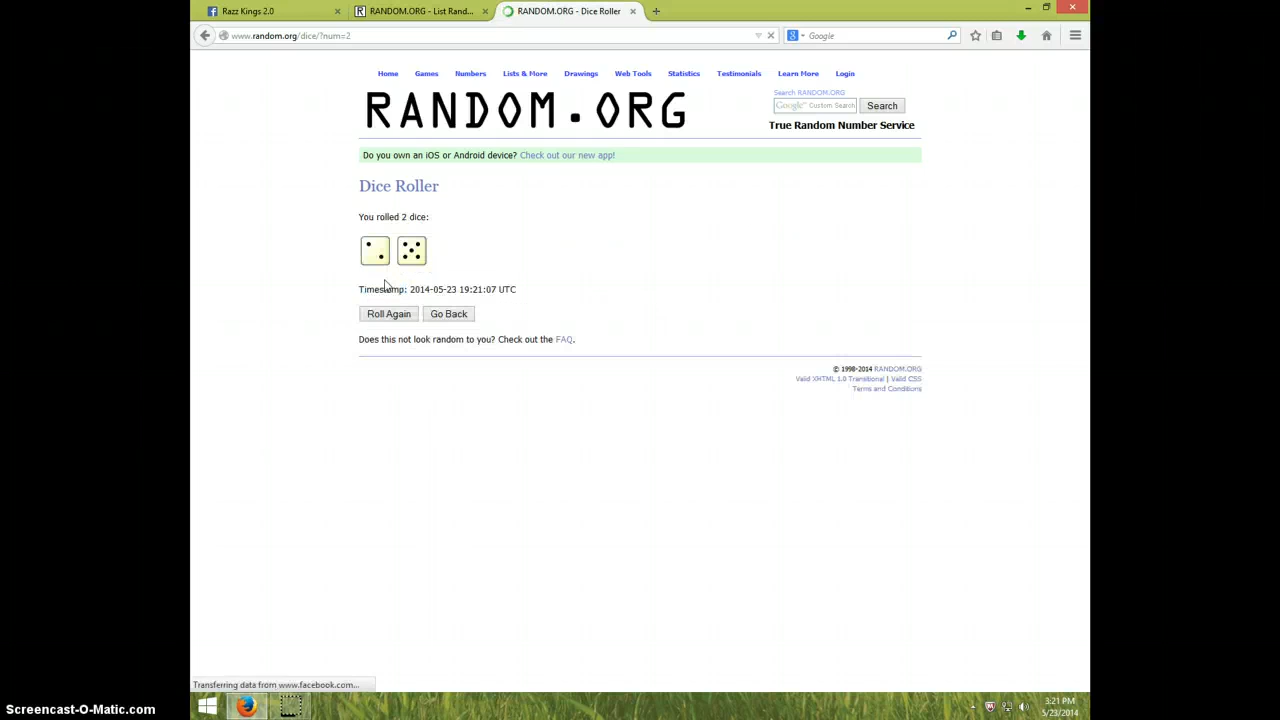 Razz Kings 2.0
RANDOM.ORG - List Rand...
RANDOM.ORG - Dice Roller
www.random.org/dice/?num=2
Google
Home Games Numbers Lists & More Drawings Web Tools Statistics Testimonials Learn More Login
RANDOM.ORG
Search RANDOM.ORG
Google™ Custom Search
Search
True Random Number Service
Do you own an iOS or Android device? Check out our new app!
Dice Roller
You rolled 2 dice:
Timestamp: 2014-05-23 19:21:07 UTC
Roll Again Go Back
Does this not look random to you? Check out the FAQ.
© 1998-2014 RANDOM.ORG
Valid XHTML 1.0 Transitional | Valid CSS
Terms and Conditions
Transferring data from www.facebook.com...
3:21 PM
5/23/2014
Screencast-O-Matic.com